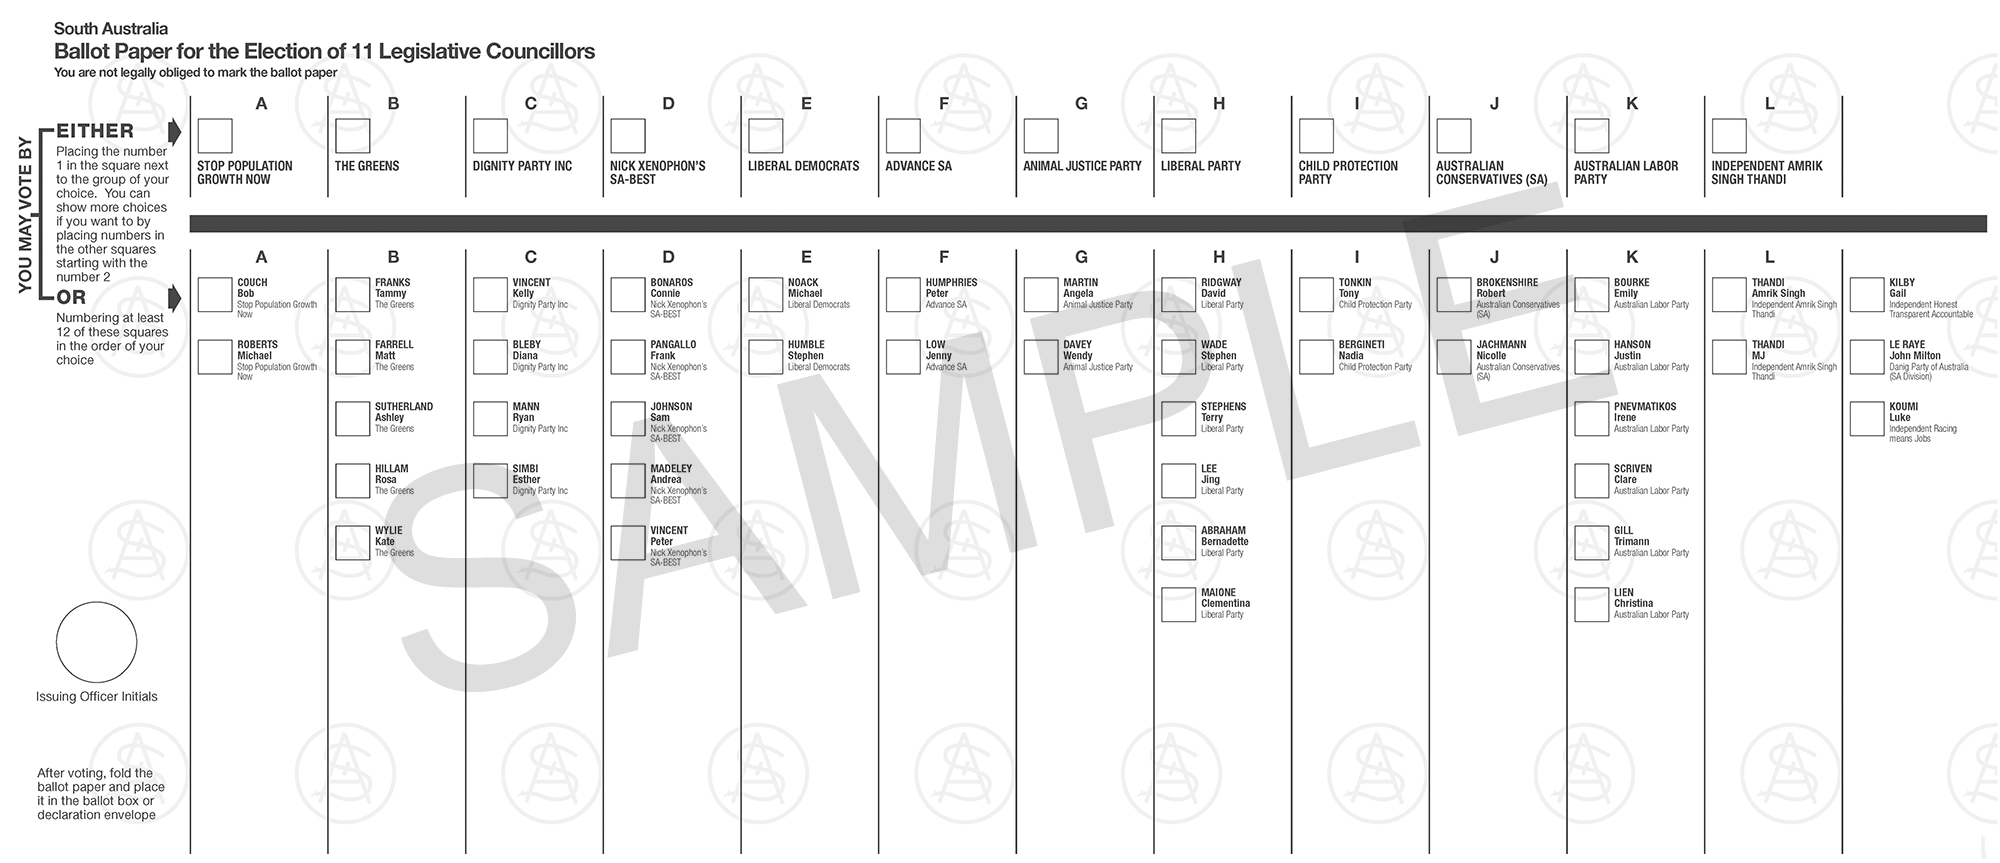 South Australia
Ballot Paper for the Election of 11 Legislative Councillors
You are not legally obliged to mark the ballot paper
YOU MAY VOTE BY
EITHER
Placing the number
1 in the square next
to the group of your
choice. You can
show more choices
if you want to by
placing numbers in
the other squares
starting with the
number 2
OR
Numbering at least
12 of these squares
in the order of your
choice
Issuing Officer Initials
After voting, fold the
ballot paper and place
it in the ballot box or
declaration envelope
A
STOP POPULATION
GROWTH NOW
B
THE GREENS
C
DIGNITY PARTY INC
D
NICK XENOPHON'S
SA-BEST
E
LIBERAL DEMOCRATS
F
ADVANCE SA
G
ANIMAL JUSTICE PARTY
H
LIBERAL PARTY
I
CHILD PROTECTION
PARTY
J
AUSTRALIAN
CONSERVATIVES (SA)
K
AUSTRALIAN LABOR
PARTY
L
INDEPENDENT AMRIK
SINGH THANDI
A
COUCH
Bob
Stop Population Growth
Now
ROBERTS
Michael
Stop Population Growth
Now
B
FRANKS
Tammy
The Greens
FARRELL
Matt
The Greens
SUTHERLAND
Ashley
The Greens
HILLAM
Rosa
The Greens
WYLIE
Kate
The Greens
C
VINCENT
Kelly
Dignity Party Inc
BLEBY
Diana
Dignity Party Inc
MANN
Ryan
Dignity Party Inc
SIMBI
Esther
Dignity Party Inc
D
BONAROS
Connie
Nick Xenophon's
SA-BEST
PANGALLO
Frank
Nick Xenophon's
SA-BEST
JOHNSON
Sam
Nick Xenophon's
SA-BEST
MADELEY
Andrea
Nick Xenophon's
SA-BEST
VINCENT
Peter
Nick Xenophon's
SA-BEST
E
NOACK
Michael
Liberal Democrats
HUMBLE
Stephen
Liberal Democrats
F
HUMPHRIES
Peter
Advance SA
LOW
Jenny
Advance SA
G
MARTIN
Angela
Animal Justice Party
DAVEY
Wendy
Animal Justice Party
H
RIDGWAY
David
Liberal Party
WADE
Stephen
Liberal Party
STEPHENS
Terry
Liberal Party
LEE
Jing
Liberal Party
ABRAHAM
Bernadette
Liberal Party
MAIONE
Clementina
Liberal Party
I
TONKIN
Tony
Child Protection Party
BERGINETI
Nadia
Child Protection Party
J
BROKENSHIRE
Robert
Australian Conservatives
(SA)
JACHMANN
Nicolle
Australian Conservatives
(SA)
K
BOURKE
Emily
Australian Labor Party
HANSON
Justin
Australian Labor Party
PNEVMATIKOS
Irene
Australian Labor Party
SCRIVEN
Clare
Australian Labor Party
GILL
Trimann
Australian Labor Party
LIEN
Christina
Australian Labor Party
L
THANDI
Amrik Singh
Independent Amrik Singh
Thandi
THANDI
MJ
Independent Amrik Singh
Thandi
KILBY
Gail
Independent Honest
Transparent Accountable
LE RAYE
John Milton
Danig Party of Australia
(SA Division)
KOUMI
Luke
Independent Racing
means Jobs
SAMPLE